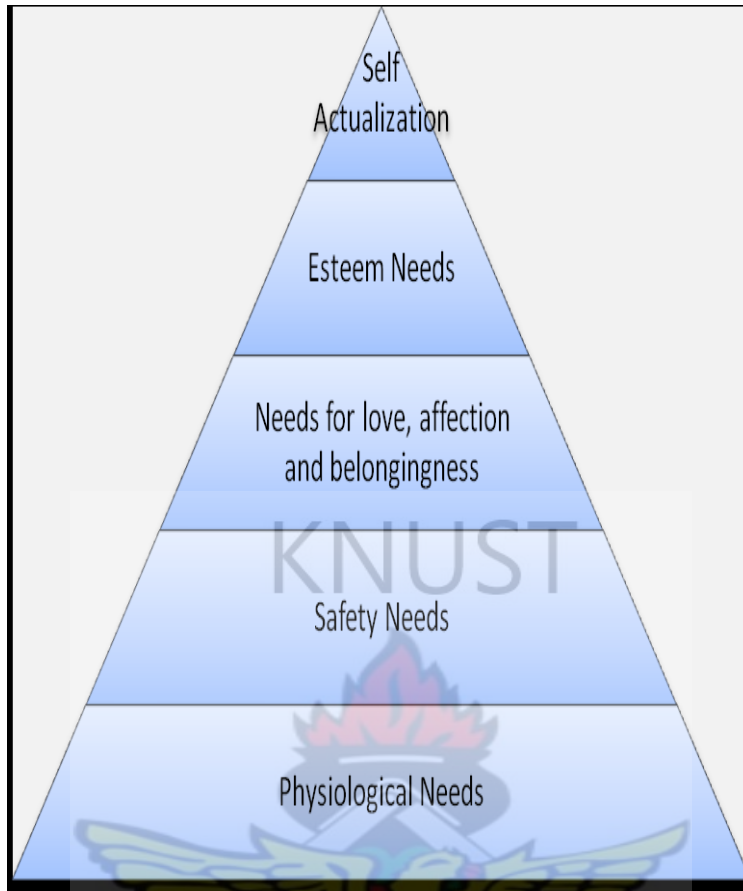 Self
Actualization
Esteem Needs
Needs for love, affection
and belongingness
KNUST
Safety Needs
Physiological Needs